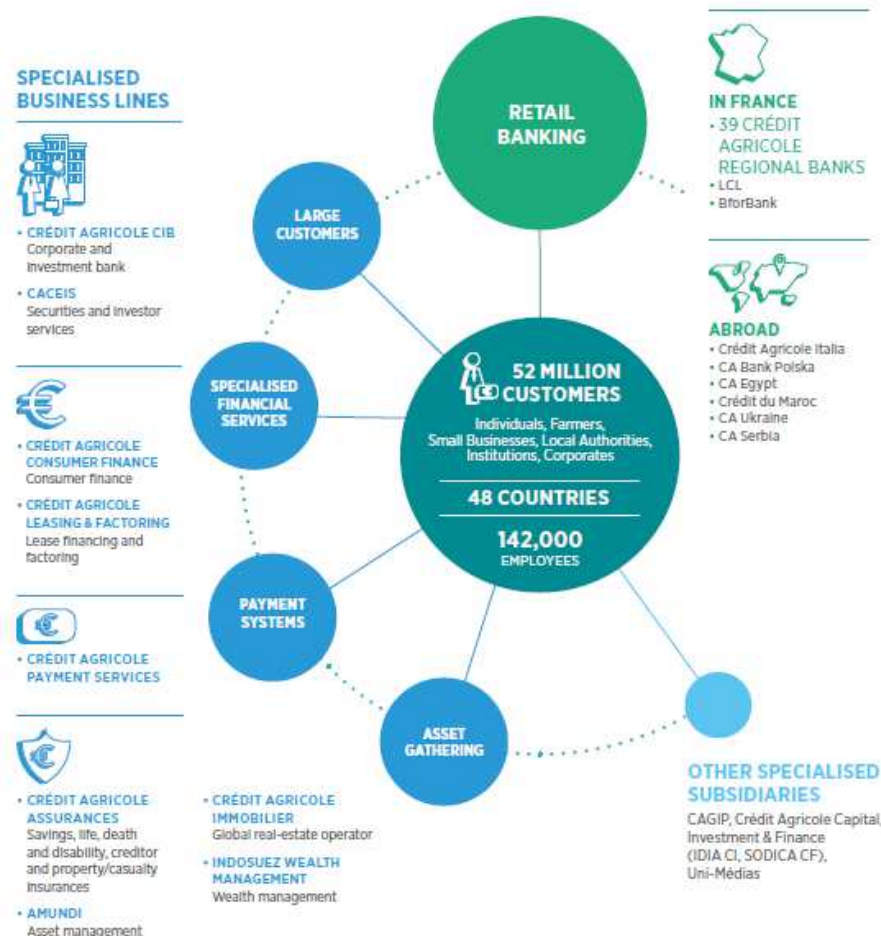 SPECIALISED
BUSINESS LINES
• CRÉDIT AGRICOLE CIB
Corporate and
Investment bank
• CACEIS
Securities and investor
services
• CRÉDIT AGRICOLE
CONSUMER FINANCE
Consumer finance
• CRÉDIT AGRICOLE
LEASING & FACTORING
Lease financing and
factoring
• CRÉDIT AGRICOLE
PAYMENT SERVICES
• CRÉDIT AGRICOLE
ASSURANCES
Savings, life, death
and disability, creditor
and property/casualty
insurances
• AMUNDI
Asset management
• CRÉDIT AGRICOLE
IMMOBILIER
Global real-estate operator
• INDOSUEZ WEALTH
MANAGEMENT
Wealth management
RETAIL
BANKING
LARGE
CUSTOMERS
SPECIALISED
FINANCIAL
SERVICES
PAYMENT
SYSTEMS
ASSET
GATHERING
52 MILLION
CUSTOMERS
Individuals, Farmers,
Small Businesses, Local Authorities,
Institutions, Corporates
48 COUNTRIES
142,000
EMPLOYEES
IN FRANCE
• 39 CRÉDIT
AGRICOLE
REGIONAL BANKS
• LCL
• BforBank
ABROAD
• Crédit Agricole Italia
• CA Bank Polska
• CA Egypt
• Crédit du Maroc
• CA Ukraine
• CA Serbia
OTHER SPECIALISED
SUBSIDIARIES
CAGIP, Crédit Agricole Capital,
Investment & Finance
(IDIA CI, SODICA CF),
Uni-Médias